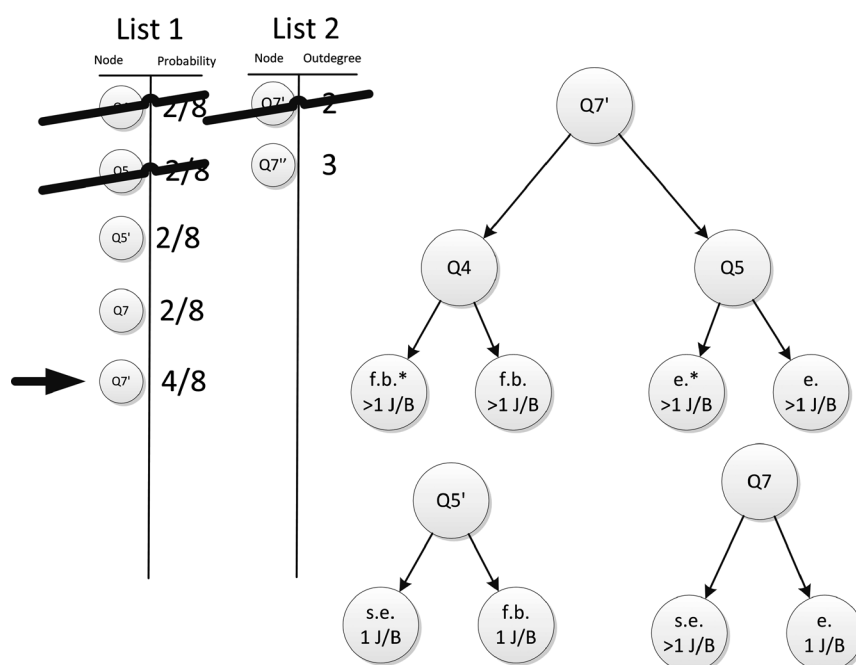 List 1 List 2
Node Probability Node Outdegree
2/8 Q7' 2
Q5 2/8 Q7'' 3
Q5' 2/8
Q7 2/8
Q7' 4/8
Q7'
Q4 Q5
f.b.* f.b. e.* e.
>1 J/B >1 J/B >1 J/B >1 J/B
Q5' Q7
s.e. f.b. s.e. e.
1 J/B 1 J/B >1 J/B 1 J/B